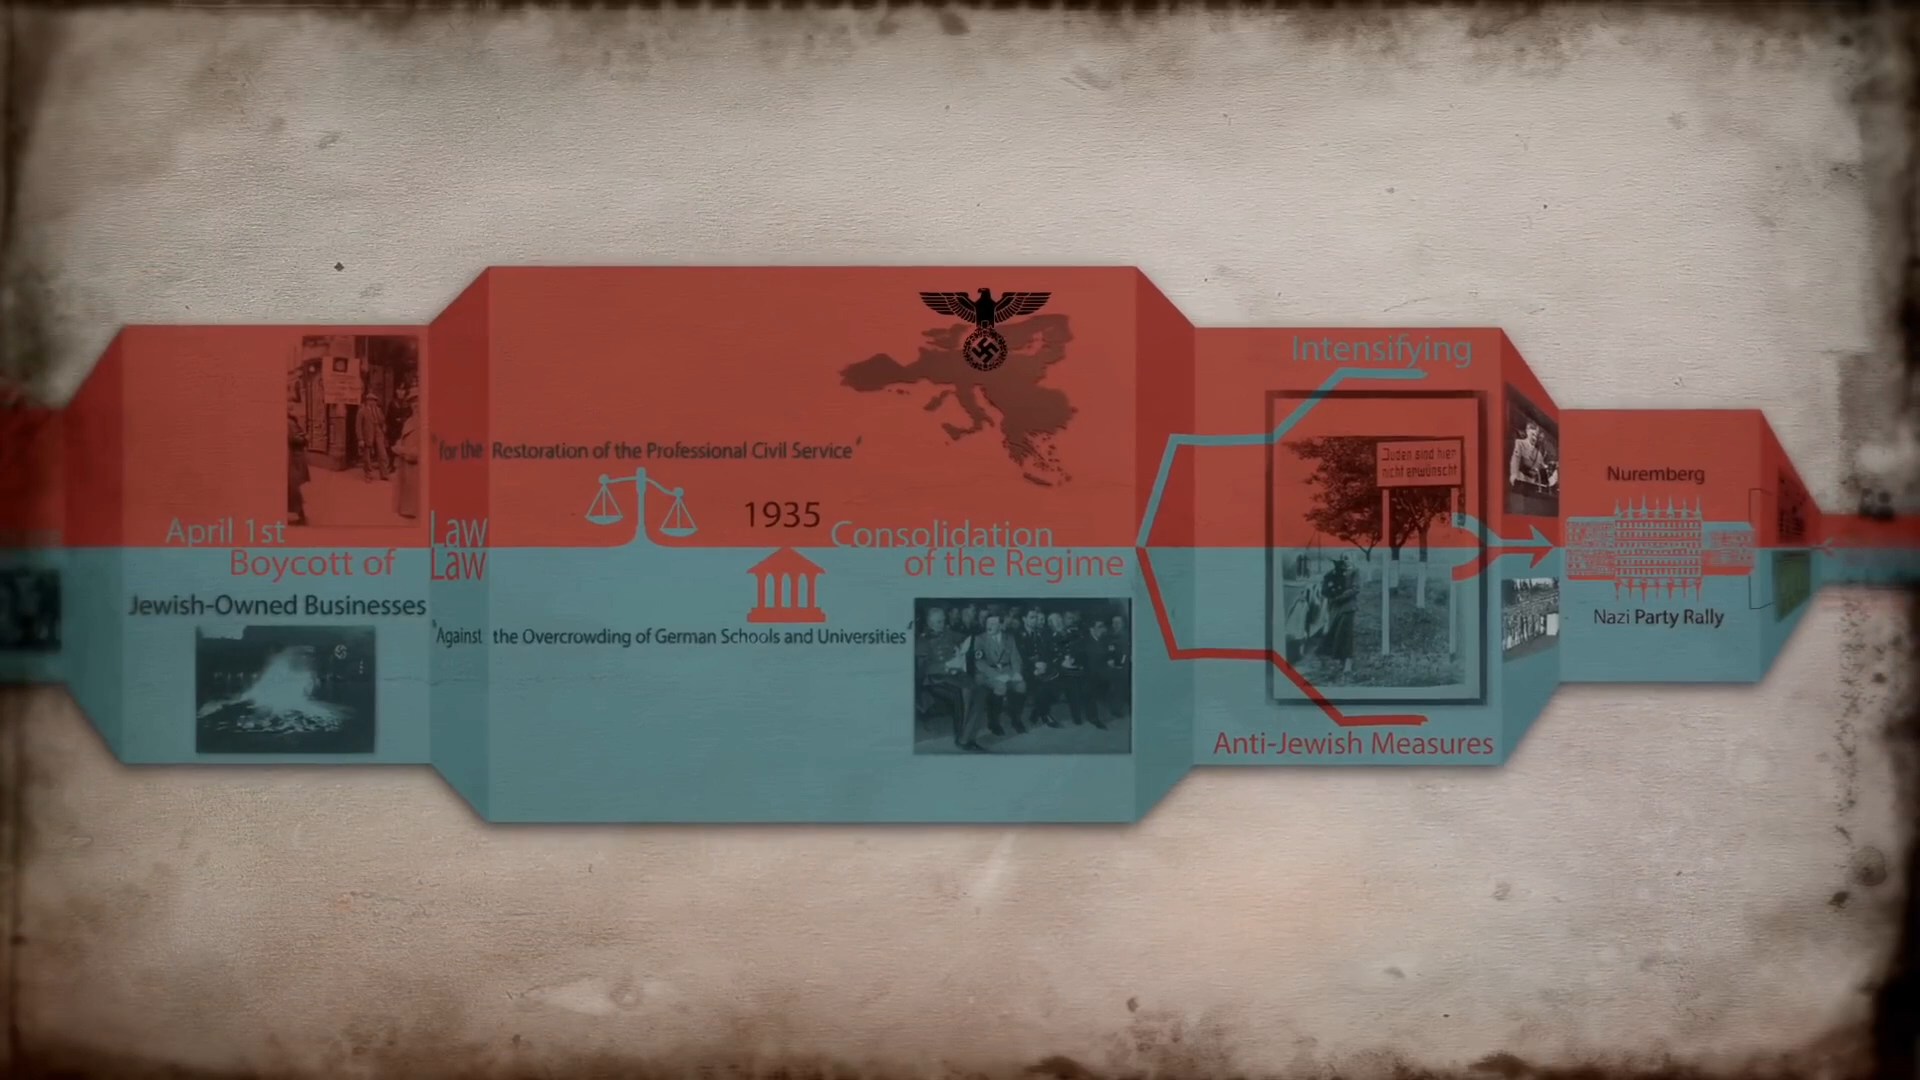 April 1st
Boycott of
Jewish-Owned Businesses
Law
"for the Restoration of the Professional Civil Service"
Law
"Against the Overcrowding of German Schools and Universities"
1935
Consolidation
of the Regime
Intensifying
Juden sind hier
nicht erwünscht
Anti-Jewish Measures
Nuremberg
Nazi Party Rally